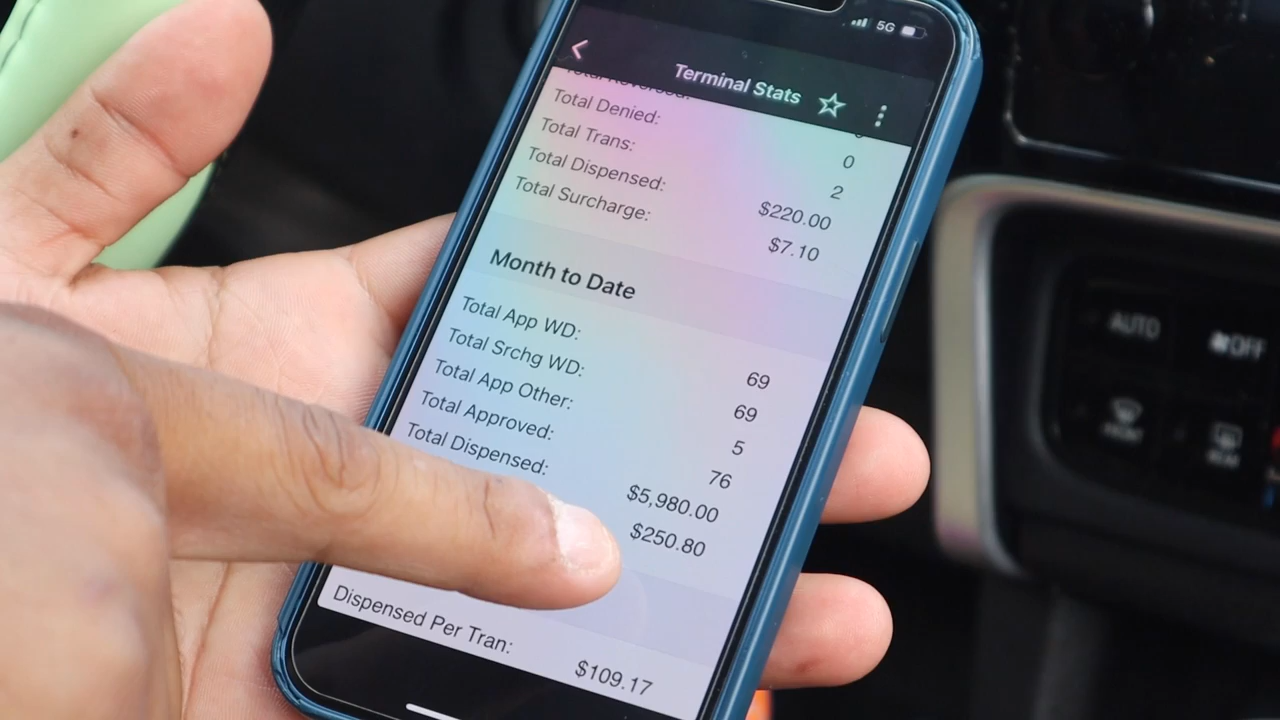 5G
Terminal Stats
Total Reversed:
Total Denied: 0
Total Trans: 2
Total Dispensed: $220.00
Total Surcharge: $7.10
Month to Date
Total App WD: 69
Total Srchg WD: 69
Total App Other: 5
Total Approved: 76
Total Dispensed: $5,980.00
$250.80
Dispensed Per Tran: $109.17
AUTO
OFF